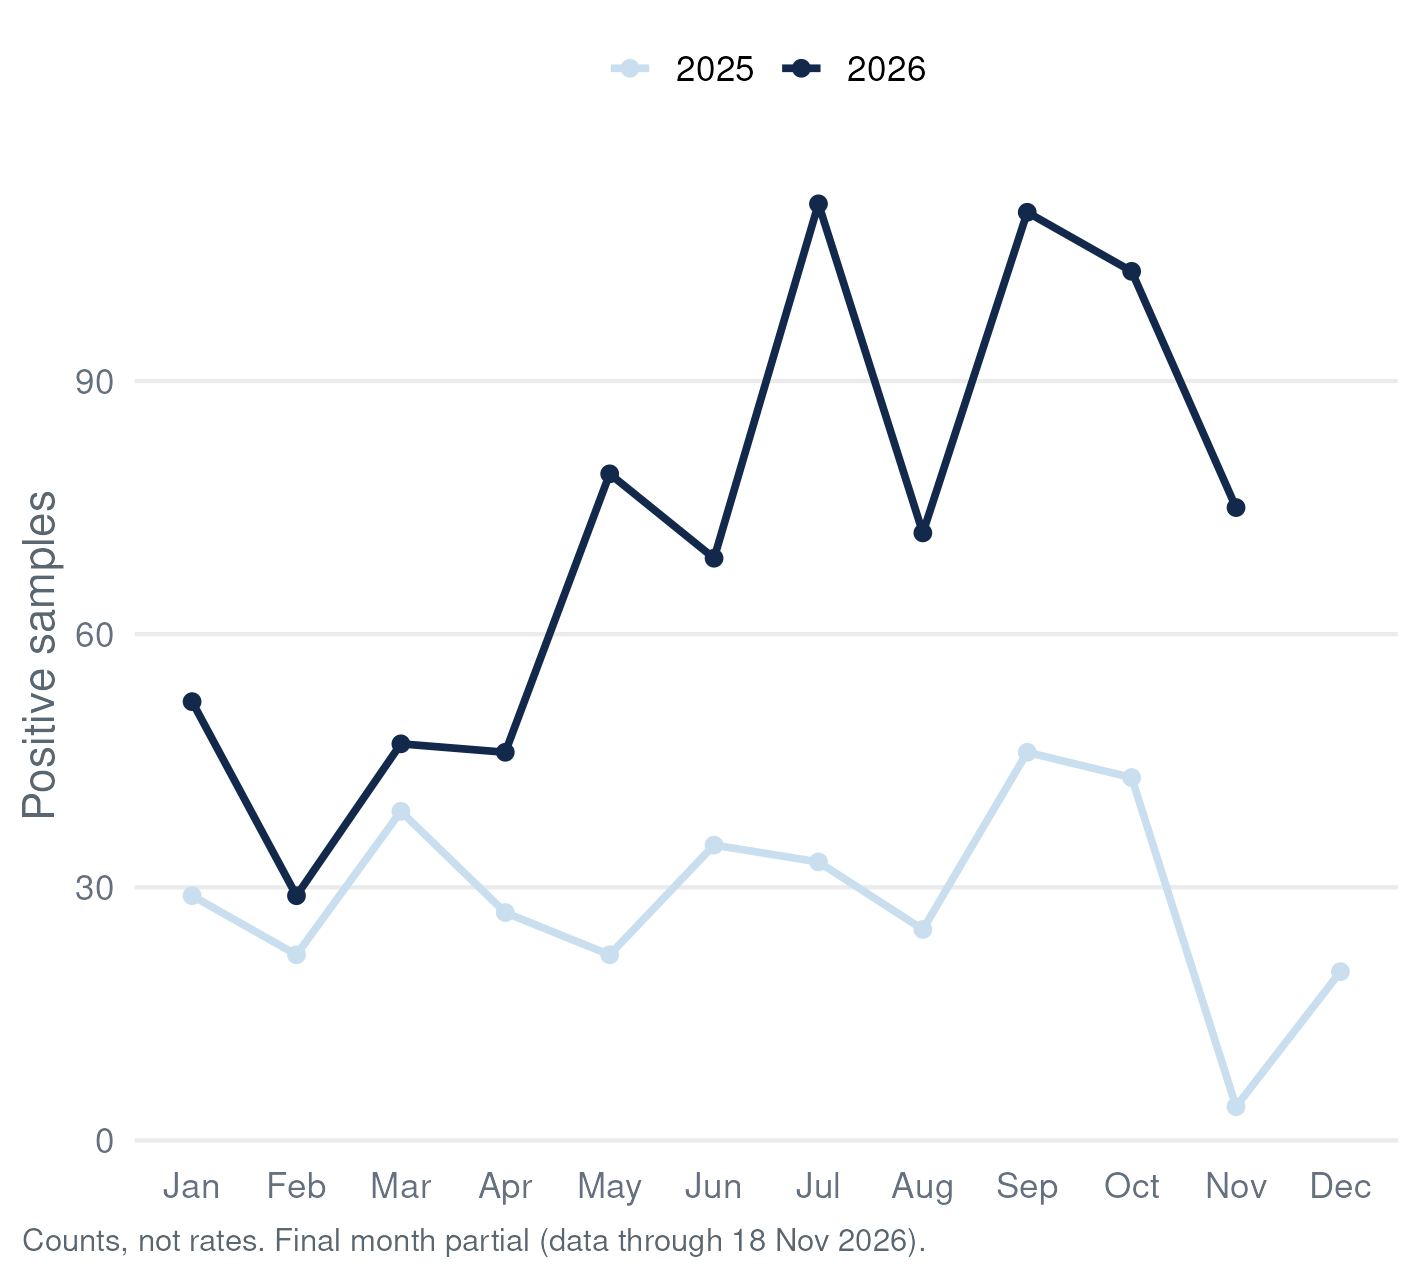 2025 2026
Positive samples
90
60
30
0
Jan Feb Mar Apr May Jun Jul Aug Sep Oct Nov Dec
Counts, not rates. Final month partial (data through 18 Nov 2026).